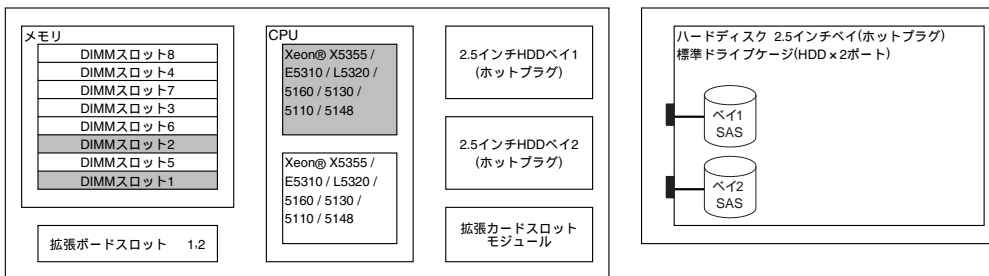 メモリ
DIMMスロット8
DIMMスロット4
DIMMスロット7
DIMMスロット3
DIMMスロット6
DIMMスロット2
DIMMスロット5
DIMMスロット1
拡張ボードスロット 1,2
CPU
Xeon® X5355 /
E5310 / L5320 /
5160 / 5130 /
5110 / 5148
Xeon® X5355 /
E5310 / L5320 /
5160 / 5130 /
5110 / 5148
2.5インチHDDベイ1
(ホットプラグ)
2.5インチHDDベイ2
(ホットプラグ)
拡張カードスロット
モジュール
ハードディスク 2.5インチベイ(ホットプラグ)
標準ドライブケージ(HDD×2ポート)
ベイ1
SAS
ベイ2
SAS